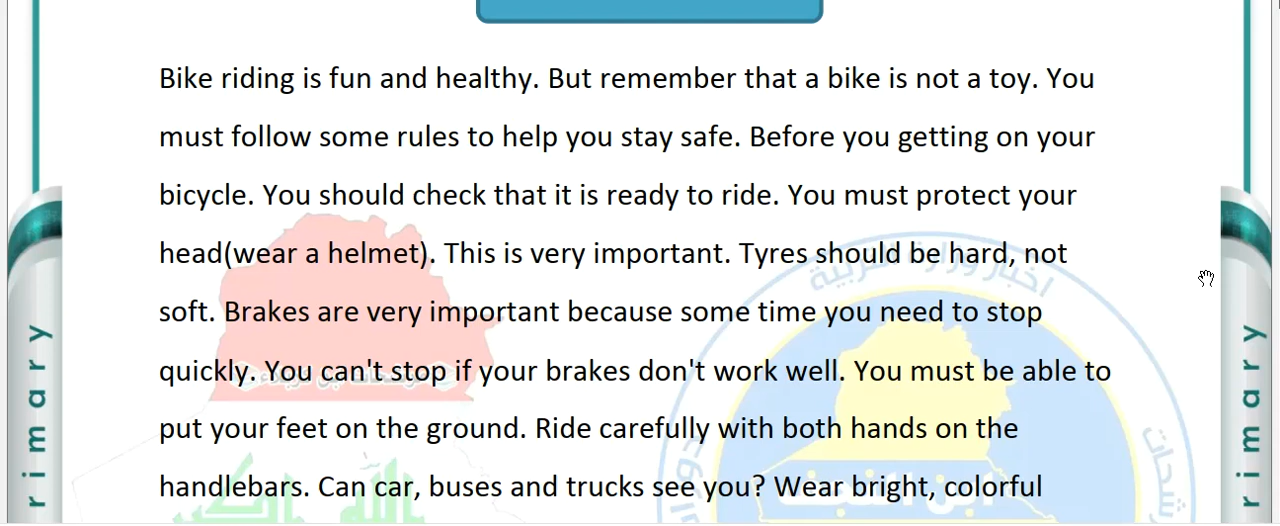 Bike riding is fun and healthy. But remember that a bike is not a toy. You
must follow some rules to help you stay safe. Before you getting on your
bicycle. You should check that it is ready to ride. You must protect your
head(wear a helmet). This is very important. Tyres should be hard, not
soft. Brakes are very important because some time you need to stop
quickly. You can't stop if your brakes don't work well. You must be able to
put your feet on the ground. Ride carefully with both hands on the
handlebars. Can car, buses and trucks see you? Wear bright, colorful
rimary
rimary
اخبار وزارة التربية